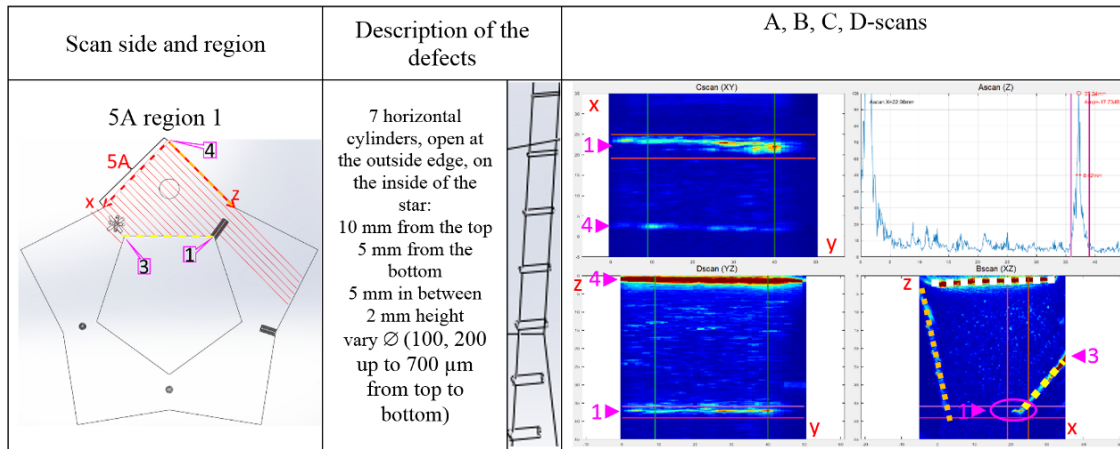 Scan side and region
Description of the
defects
A, B, C, D-scans
5A region 1
4
5A
x
z
3
1
7 horizontal
cylinders, open at
the outside edge, on
the inside of the
star:
10 mm from the top
5 mm from the
bottom
5 mm in between
2 mm height
vary ∅ (100, 200
up to 700 µm
from top to
bottom)
Cscan (XY)
x
1
4
y
Ascan (Z)
Dscan (YZ)
z
4
1
y
Bscan (XZ)
z
3
1
x